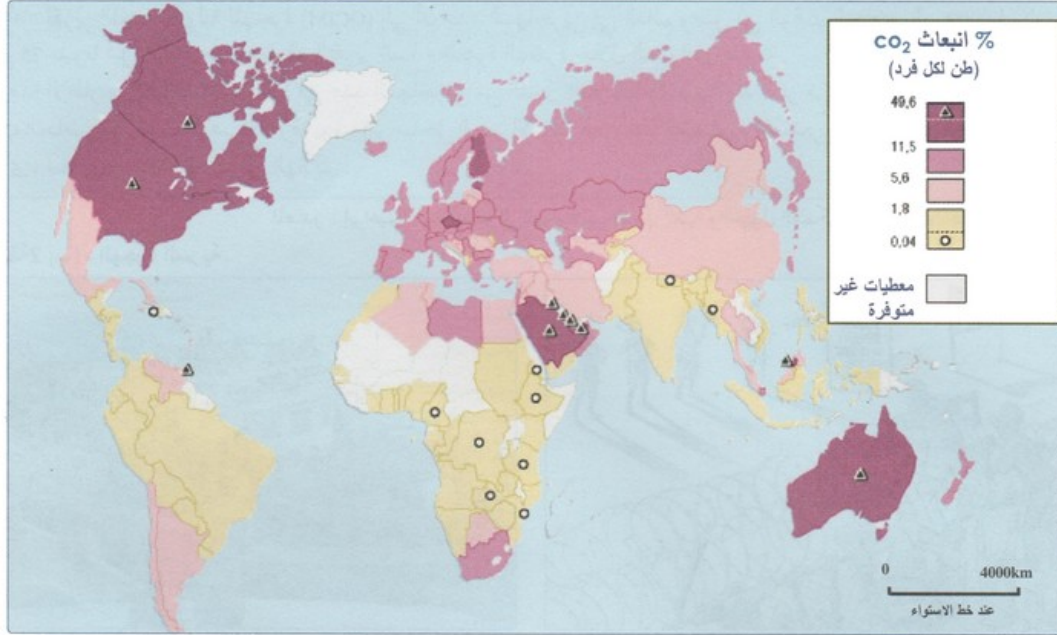 % انبعاث CO₂
(طن لكل فرد)
49,6
11,5
5,6
1,8
0,04
معطيات غير
متوفرة
0 4000km
عند خط الاستواء